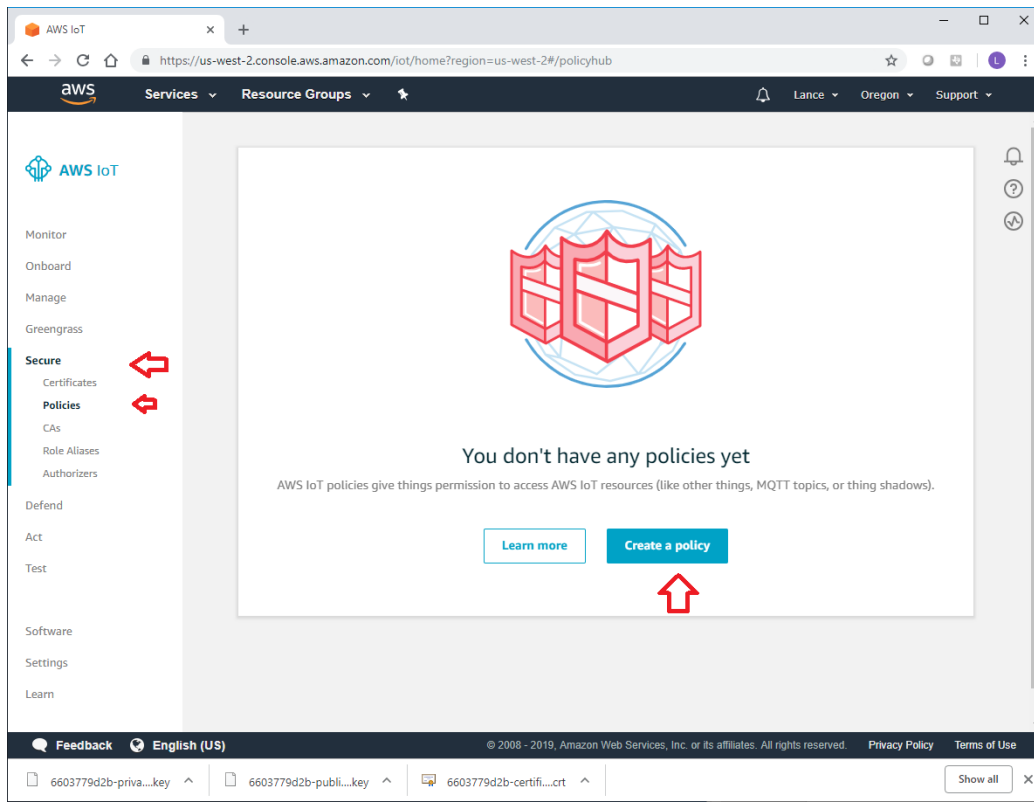 AWS IoT
https://us-west-2.console.aws.amazon.com/iot/home?region=us-west-2#/policyhub
L
aws Services Resource Groups Lance Oregon Support
AWS IoT
Monitor
Onboard
Manage
Greengrass
Secure
Certificates
Policies
CAs
Role Aliases
Authorizers
Defend
Act
Test
Software
Settings
Learn
You don't have any policies yet
AWS IoT policies give things permission to access AWS IoT resources (like other things, MQTT topics, or thing shadows).
Learn more Create a policy
Feedback English (US) © 2008 - 2019, Amazon Web Services, Inc. or its affiliates. All rights reserved. Privacy Policy Terms of Use
6603779d2b-priva....key 6603779d2b-publi....key 6603779d2b-certifi....crt Show all